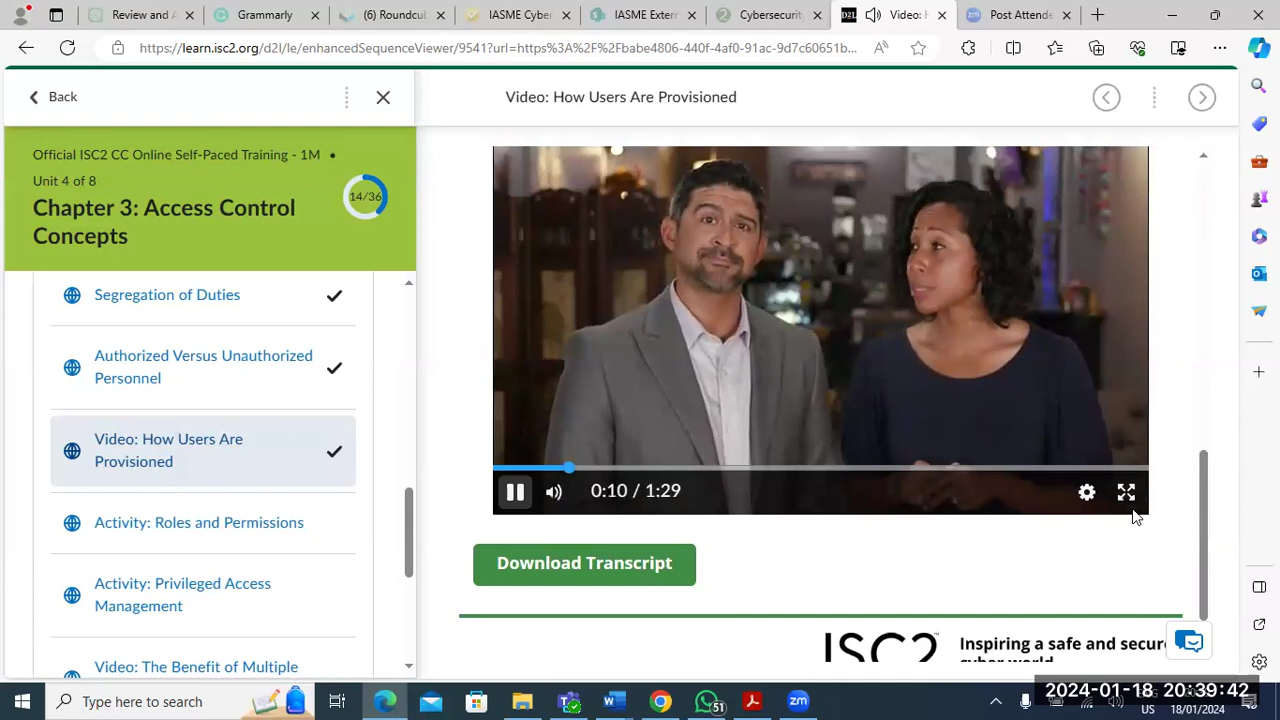 Review and A
Grammarly
(6) Roundcub
IASME Cyber
IASME Extern
Cybersecurity
Video: H
Post Attende
https://learn.isc2.org/d2l/le/enhancedSequenceViewer/9541?url=https%3A%2F%2Fbabe4806-440f-4af0-91ac-9d7c60651b...
Back
Video: How Users Are Provisioned
Official ISC2 CC Online Self-Paced Training - 1M •
Unit 4 of 8
Chapter 3: Access Control
Concepts
14/36
Segregation of Duties
Authorized Versus Unauthorized
Personnel
Video: How Users Are
Provisioned
Activity: Roles and Permissions
Activity: Privileged Access
Management
Video: The Benefit of Multiple
0:10 / 1:29
Download Transcript
ISC2
Inspiring a safe and secure
cyber world
Type here to search
51
2024-01-18 20:39:42
US
18/01/2024